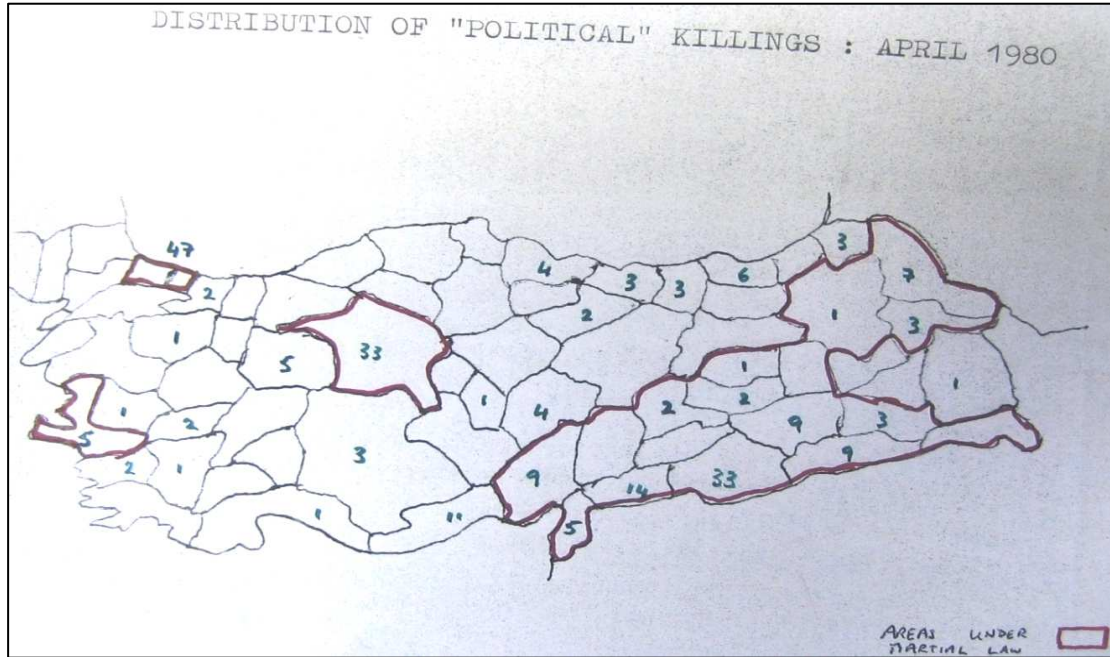 DISTRIBUTION OF "POLITICAL" KILLINGS : APRIL 1980
47
3
4 3 3 6 7
2
2 1 3
1 5 33
1
1
1 1 4 2 2
2 9 3
5 3 9
2 1 9 14 33
1 5
AREAS UNDER
MARTIAL LAW